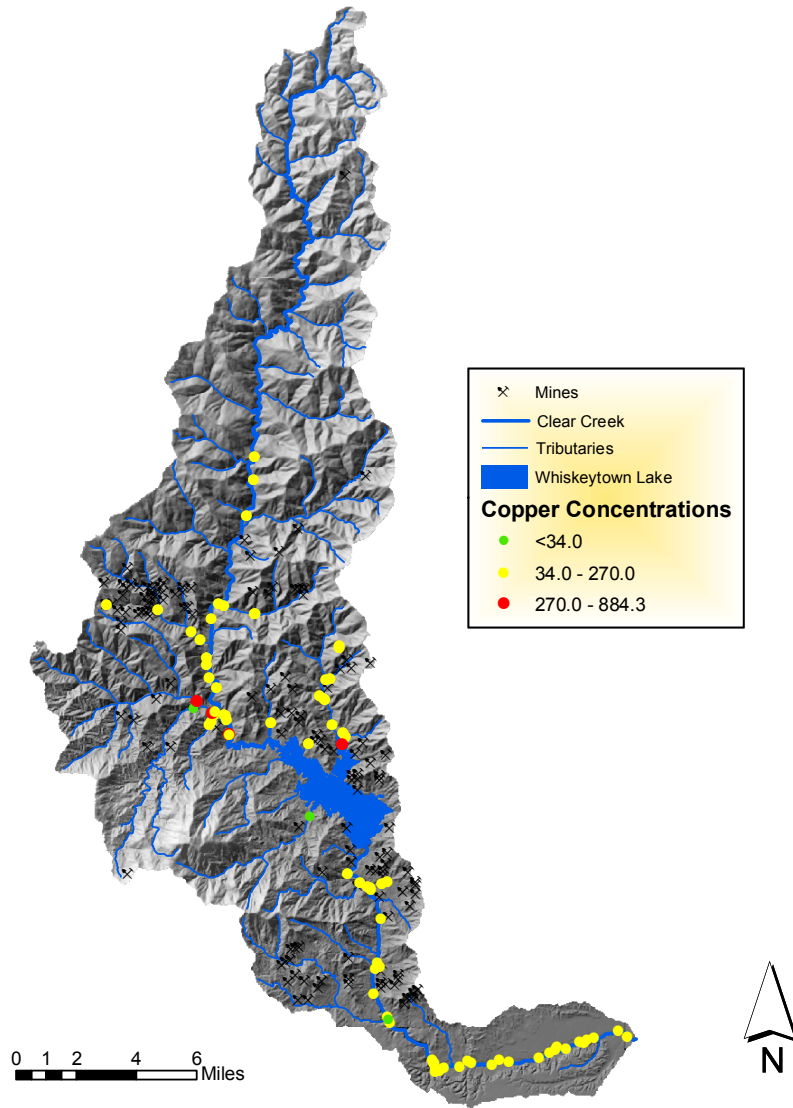 Mines
Clear Creek
Tributaries
Whiskeytown Lake
Copper Concentrations
<34.0
34.0 - 270.0
270.0 - 884.3
0 1 2 4 6
Miles
N